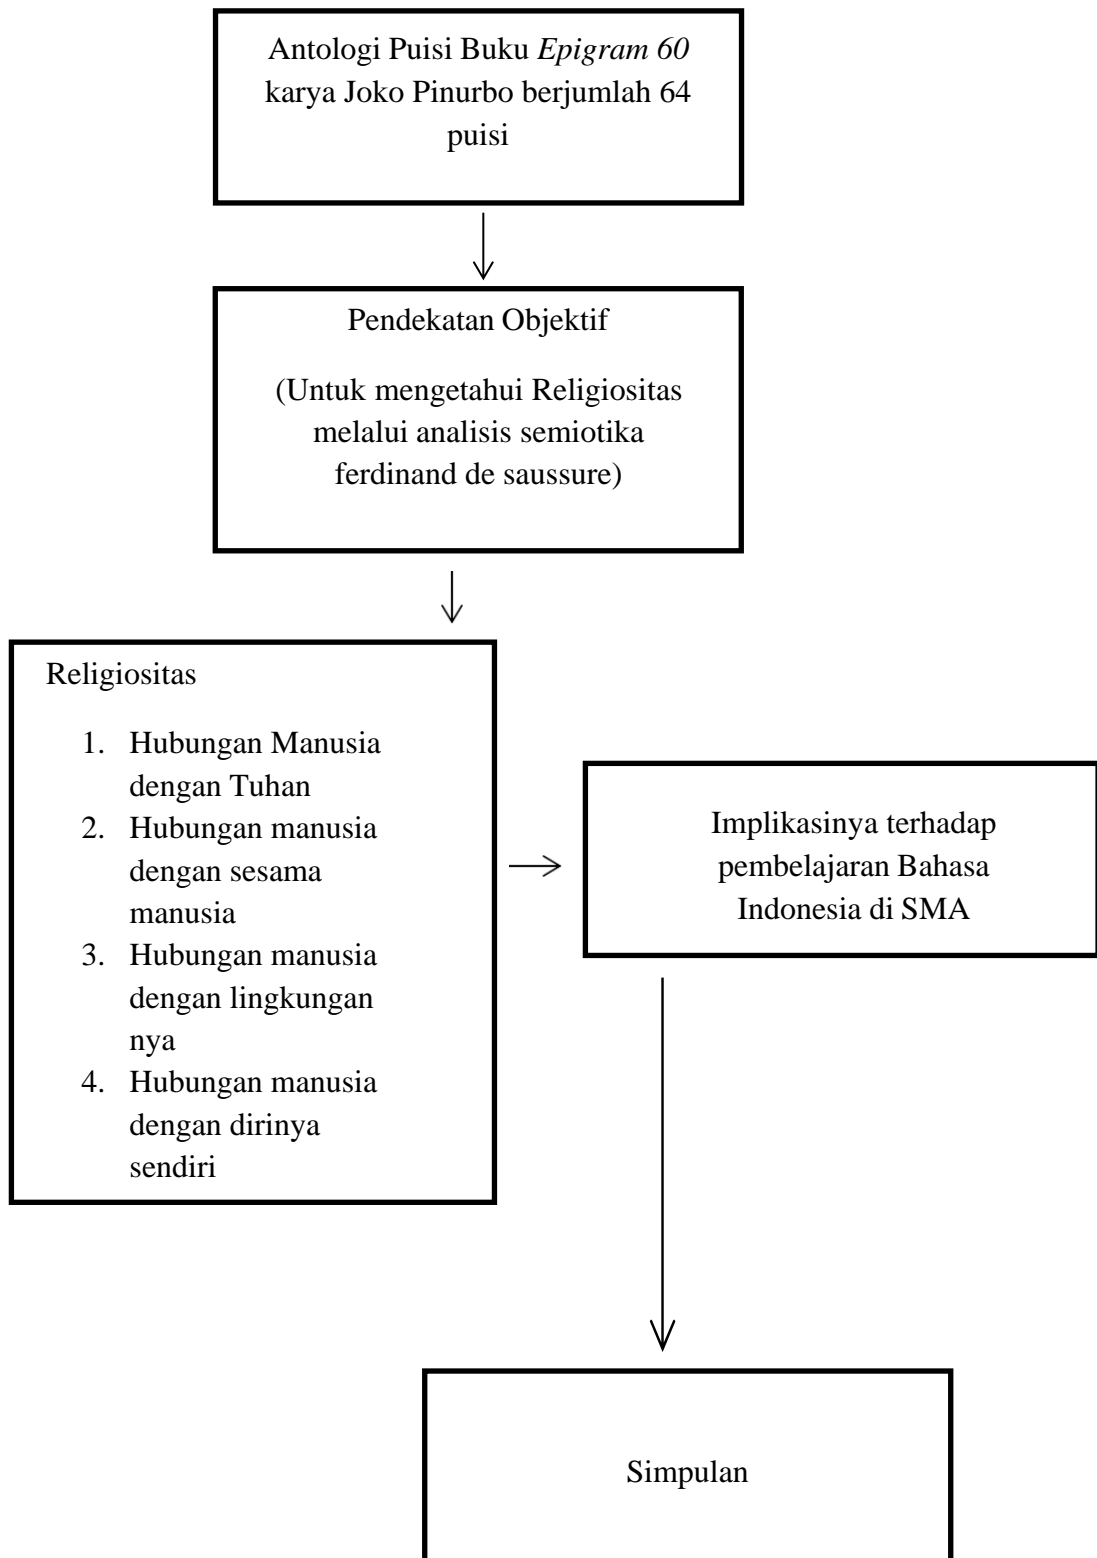 Antologi Puisi Buku Epigram 60
karya Joko Pinurbo berjumlah 64
puisi
Pendekatan Objektif
(Untuk mengetahui Religiositas
melalui analisis semiotika
ferdinand de saussure)
Religiositas
1. Hubungan Manusia
dengan Tuhan
2. Hubungan manusia
dengan sesama
manusia
3. Hubungan manusia
dengan lingkungan
nya
4. Hubungan manusia
dengan dirinya
sendiri
Implikasinya terhadap
pembelajaran Bahasa
Indonesia di SMA
Simpulan